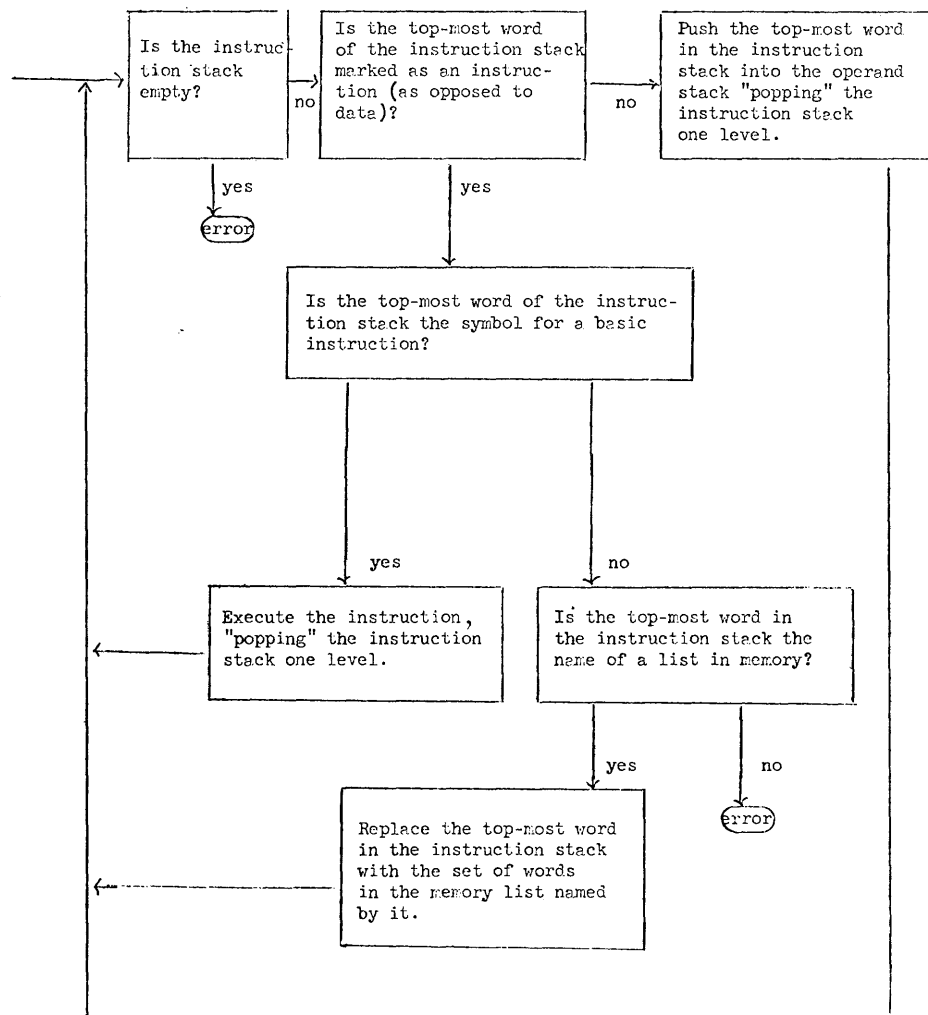 Is the instruc-
tion stack
empty?
no
yes
error
Is the top-most word
of the instruction stack
marked as an instruc-
tion (as opposed to
data)?
no
yes
Push the top-most word
in the instruction
stack into the operand
stack "popping" the
instruction stack
one level.
Is the top-most word of the instruc-
tion stack the symbol for a basic
instruction?
yes
no
Execute the instruction,
"popping" the instruction
stack one level.
Is the top-most word in
the instruction stack the
name of a list in memory?
yes
no
error
Replace the top-most word
in the instruction stack
with the set of words
in the memory list named
by it.